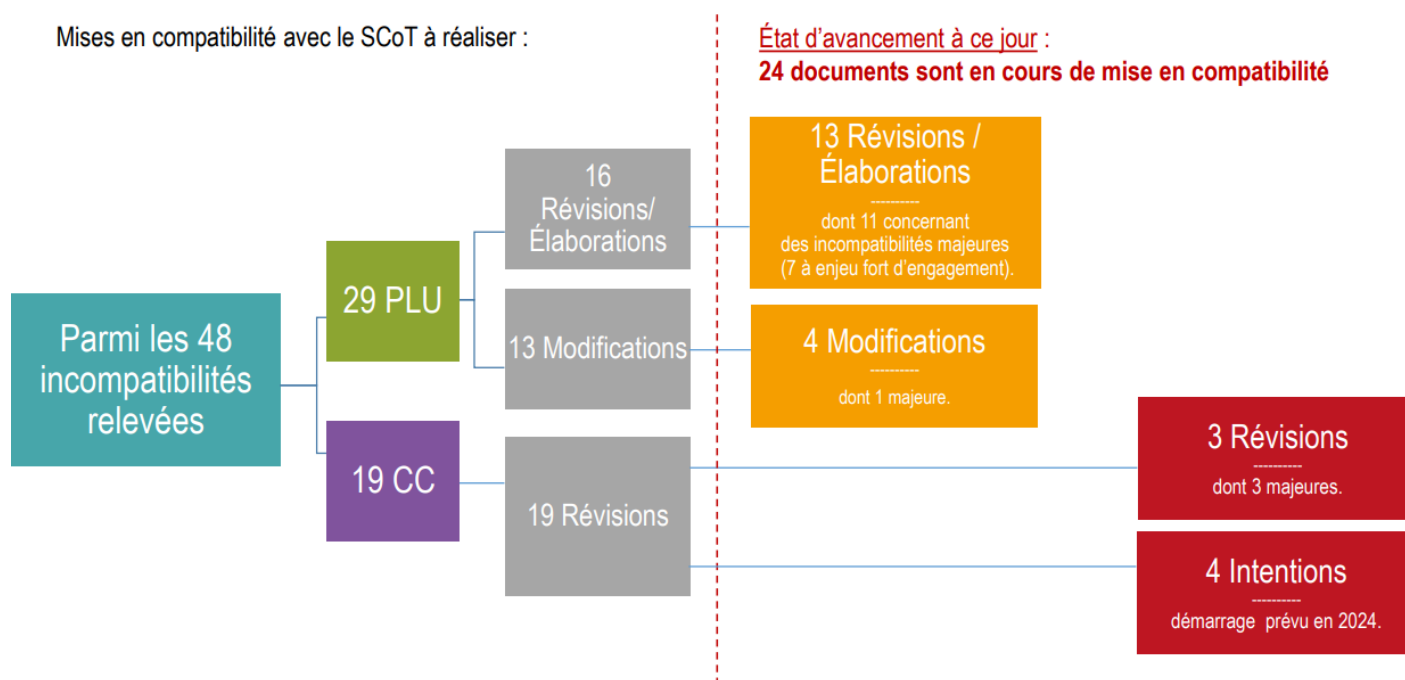 Mises en compatibilité avec le SCoT à réaliser :
État d’avancement à ce jour :
24 documents sont en cours de mise en compatibilité
Parmi les 48
incompatibilités
relevées
29 PLU
19 CC
16
Révisions/
Élaborations
13 Modifications
19 Révisions
13 Révisions /
Élaborations
----------
dont 11 concernant
des incompatibilités majeures
(7 à enjeu fort d’engagement).
4 Modifications
----------
dont 1 majeure.
3 Révisions
----------
dont 3 majeures.
4 Intentions
----------
démarrage prévu en 2024.